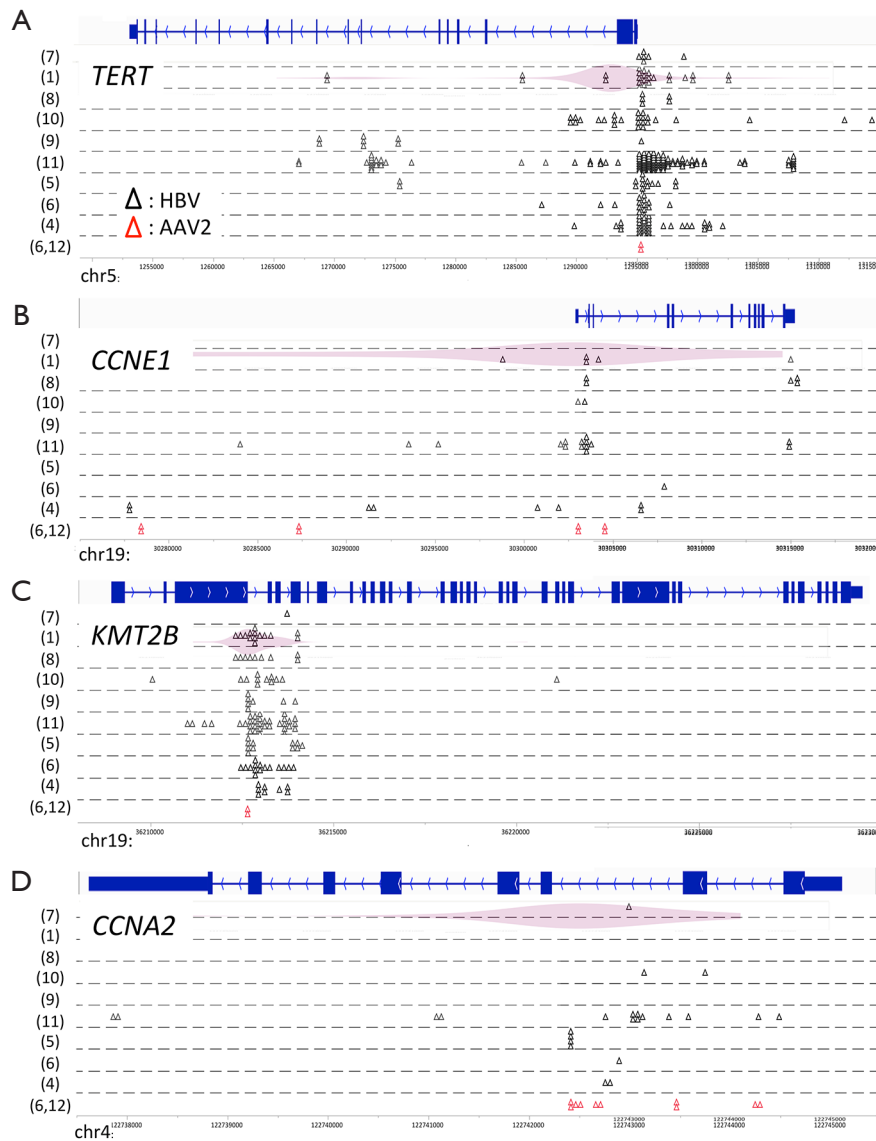 A
(7)
TERT
(1)
(8)
(10)
(9)
(11)
(5)
△ : HBV
(6)
△ : AAV2
(4)
(6,12)
1255000 1260000 1265000 1270000 1275000 1280000 1285000 1290000 1295000 1300000 1305000 1310000
chr5:
B
(7)
CCNE1
(1)
(8)
(10)
(9)
(11)
(5)
(6)
(4)
(6,12)
30280000 30285000 30290000 30295000 30300000 30305000 30310000 30315000
chr19:
C
(7)
KMT2B
(1)
(8)
(10)
(9)
(11)
(5)
(6)
(4)
(6,12)
36210000 36215000 36220000 36225000
chr19:
D
(7)
CCNA2
(1)
(8)
(10)
(9)
(11)
(5)
(6)
(4)
(6,12)
122738000 122739000 122740000 122741000 122742000 122743000 122744000 122745000
chr4: